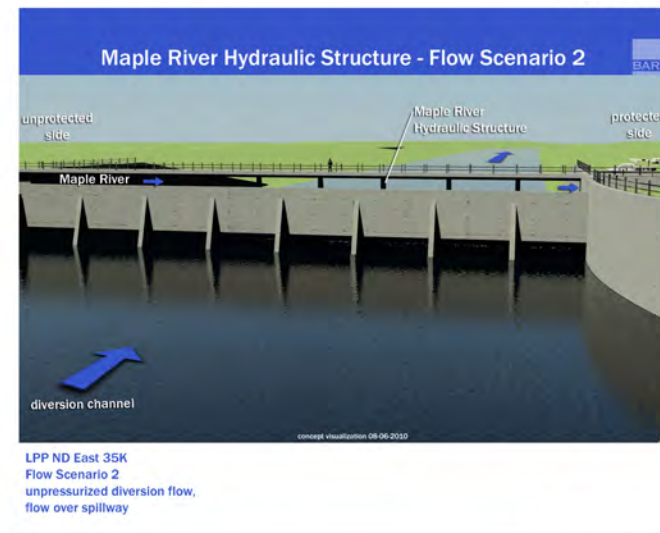 Maple River Hydraulic Structure - Flow Scenario 2
BAR
unprotected
side
Maple River
Hydraulic Structure
protecte
side
Maple River
diversion channel
concept visualization 08-06-2010
LPP ND East 35K
Flow Scenario 2
unpressurized diversion flow,
flow over spillway